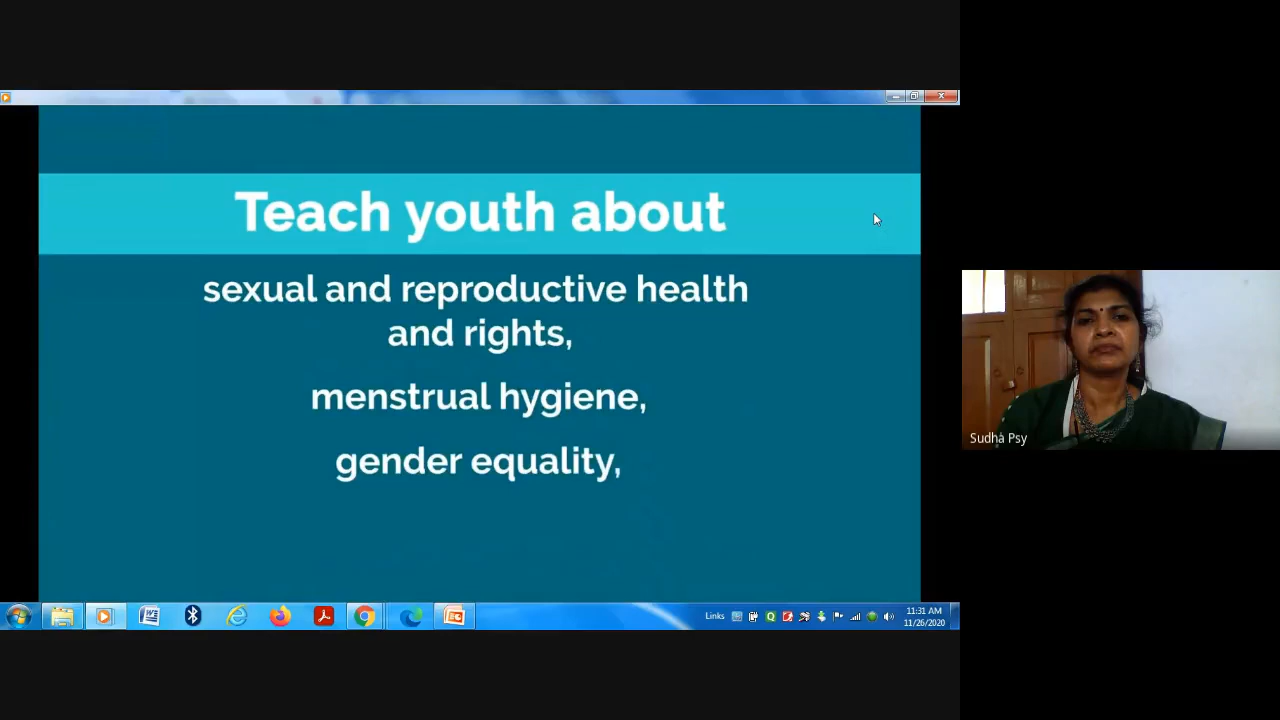 Teach youth about
sexual and reproductive health
and rights,
menstrual hygiene,
gender equality,
Sudha Psy
Links
11:31 AM
11/26/2020